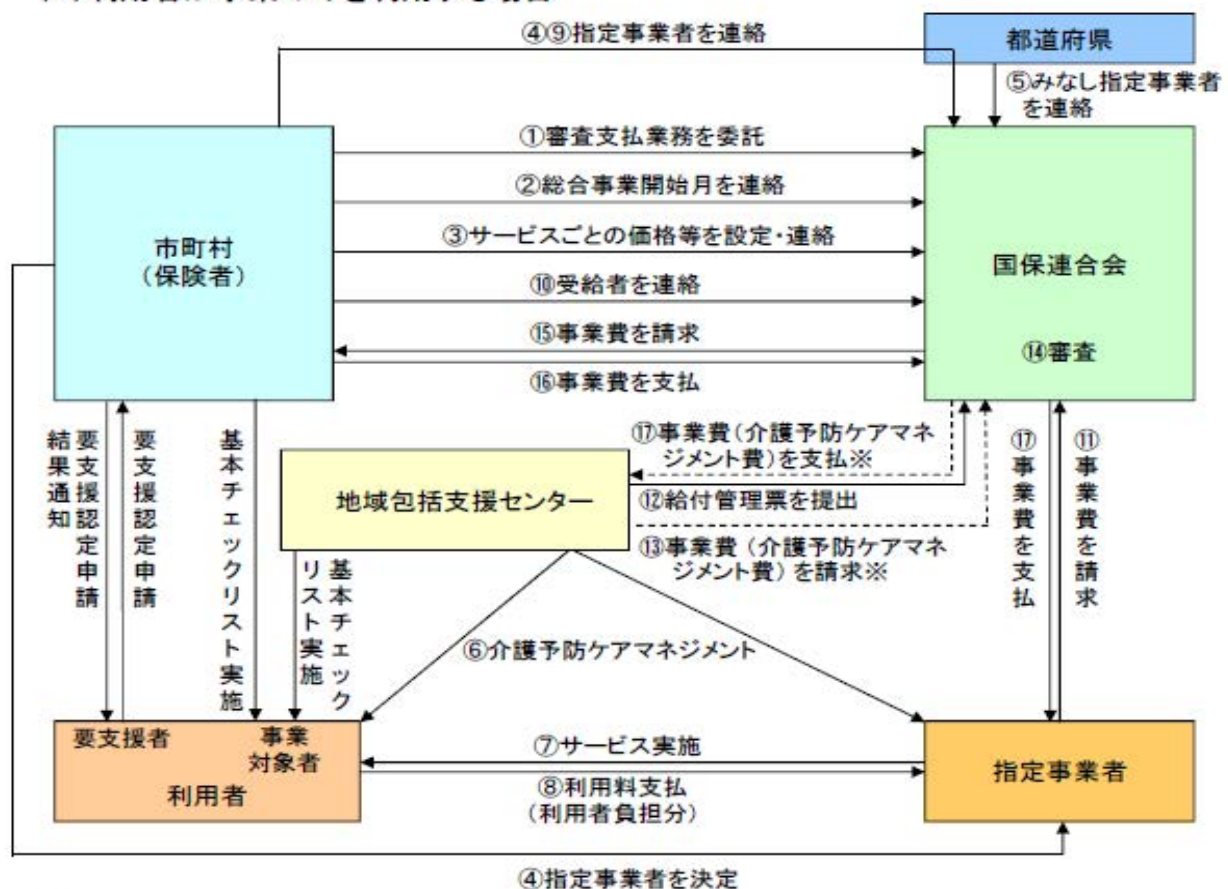 ④⑨指定事業者を連絡
都道府県
⑤みなし指定事業者
を連絡
①審査支払業務を委託
②総合事業開始月を連絡
③サービスごとの価格等を設定・連絡
市町村
（保険者）
国保連合会
⑩受給者を連絡
⑮事業費を請求
⑭審査
⑯事業費を支払
要支援認定申請
結果通知
要支援認定申請
基本チェックリスト実施
地域包括支援センター
⑰事業費（介護予防ケアマネ
ジメント費）を支払※
⑫給付管理票を提出
⑬事業費（介護予防ケアマネ
ジメント費）を請求※
⑰事業費を支払
⑪事業費を請求
基本チェック
リスト実施
⑥介護予防ケアマネジメント
要支援者
事業
対象者
利用者
⑦サービス実施
⑧利用料支払
（利用者負担分）
指定事業者
④指定事業者を決定